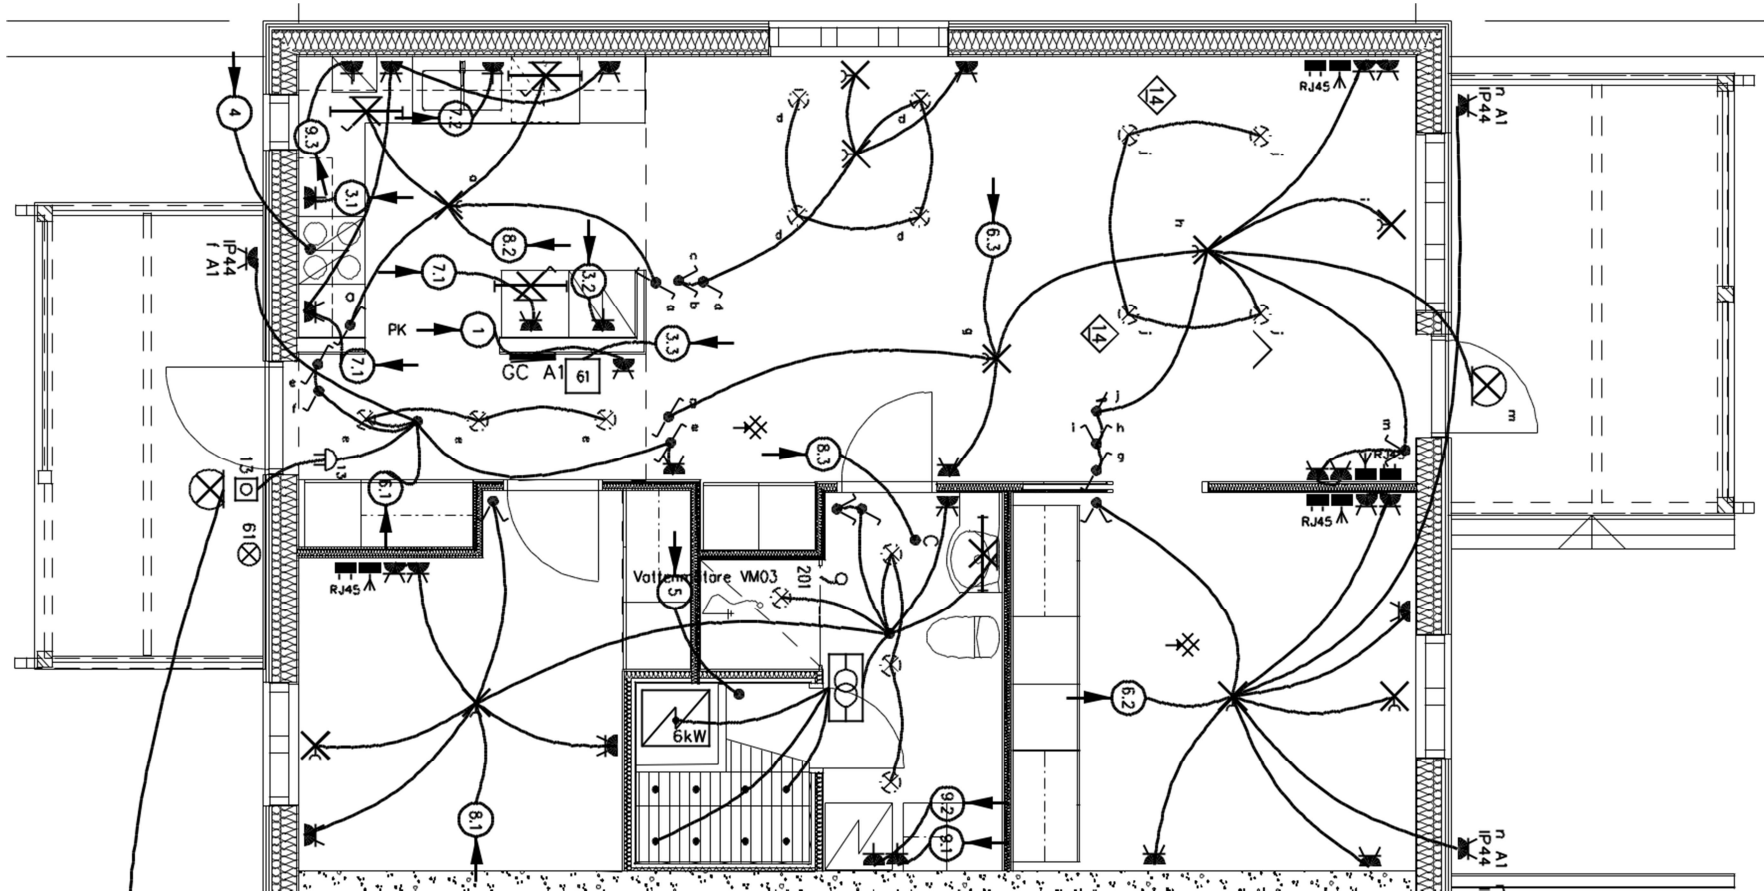 n A1
IP44
RJ45
4
9.3
7.2
14
d
d
3.1
a
j
j
i
h
IP44
f A1
8.2
7.1
3.2
6.3
d
d
c
b
a
d
a
PK
1
3.3
g
14
j
j
GC A1
61
7.1
e
f
e
e
e
g
e
j
h
i
g
m
m
8.3
13
13
6.1
61
RJ45
RJ45
RJ45
C
Vattenmätare VM03
201
5
9
6.2
6kW
8.1
9.2
9.1
n A1
IP44